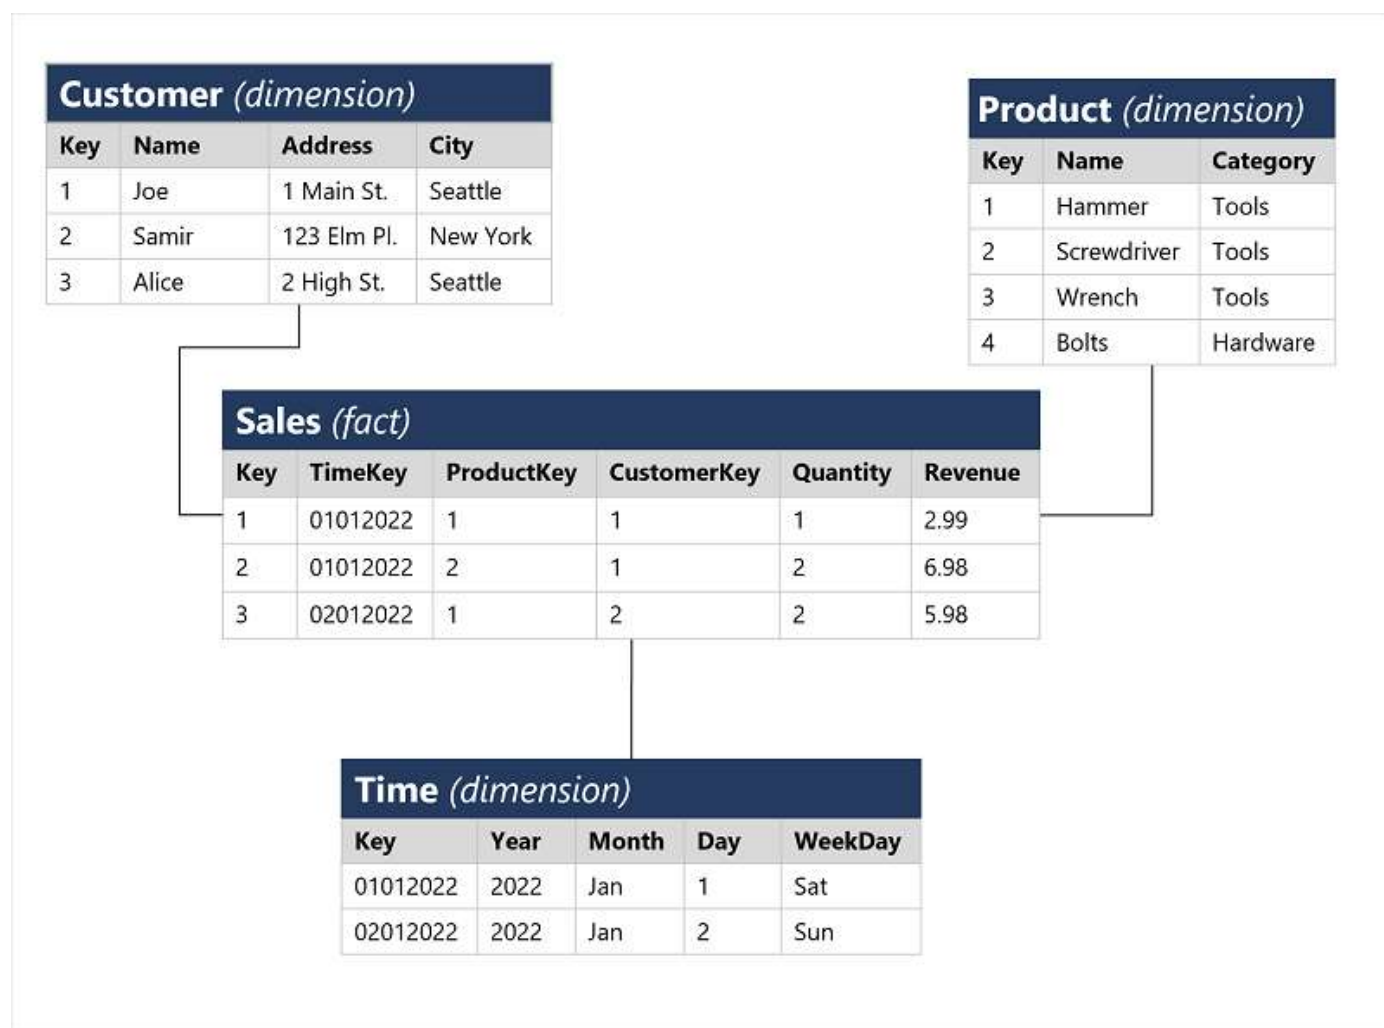 Customer (dimension)
Key Name Address City
1 Joe 1 Main St. Seattle
2 Samir 123 Elm Pl. New York
3 Alice 2 High St. Seattle
Product (dimension)
Key Name Category
1 Hammer Tools
2 Screwdriver Tools
3 Wrench Tools
4 Bolts Hardware
Sales (fact)
Key TimeKey ProductKey CustomerKey Quantity Revenue
1 01012022 1 1 1 2.99
2 01012022 2 1 2 6.98
3 02012022 1 2 2 5.98
Time (dimension)
Key Year Month Day WeekDay
01012022 2022 Jan 1 Sat
02012022 2022 Jan 2 Sun